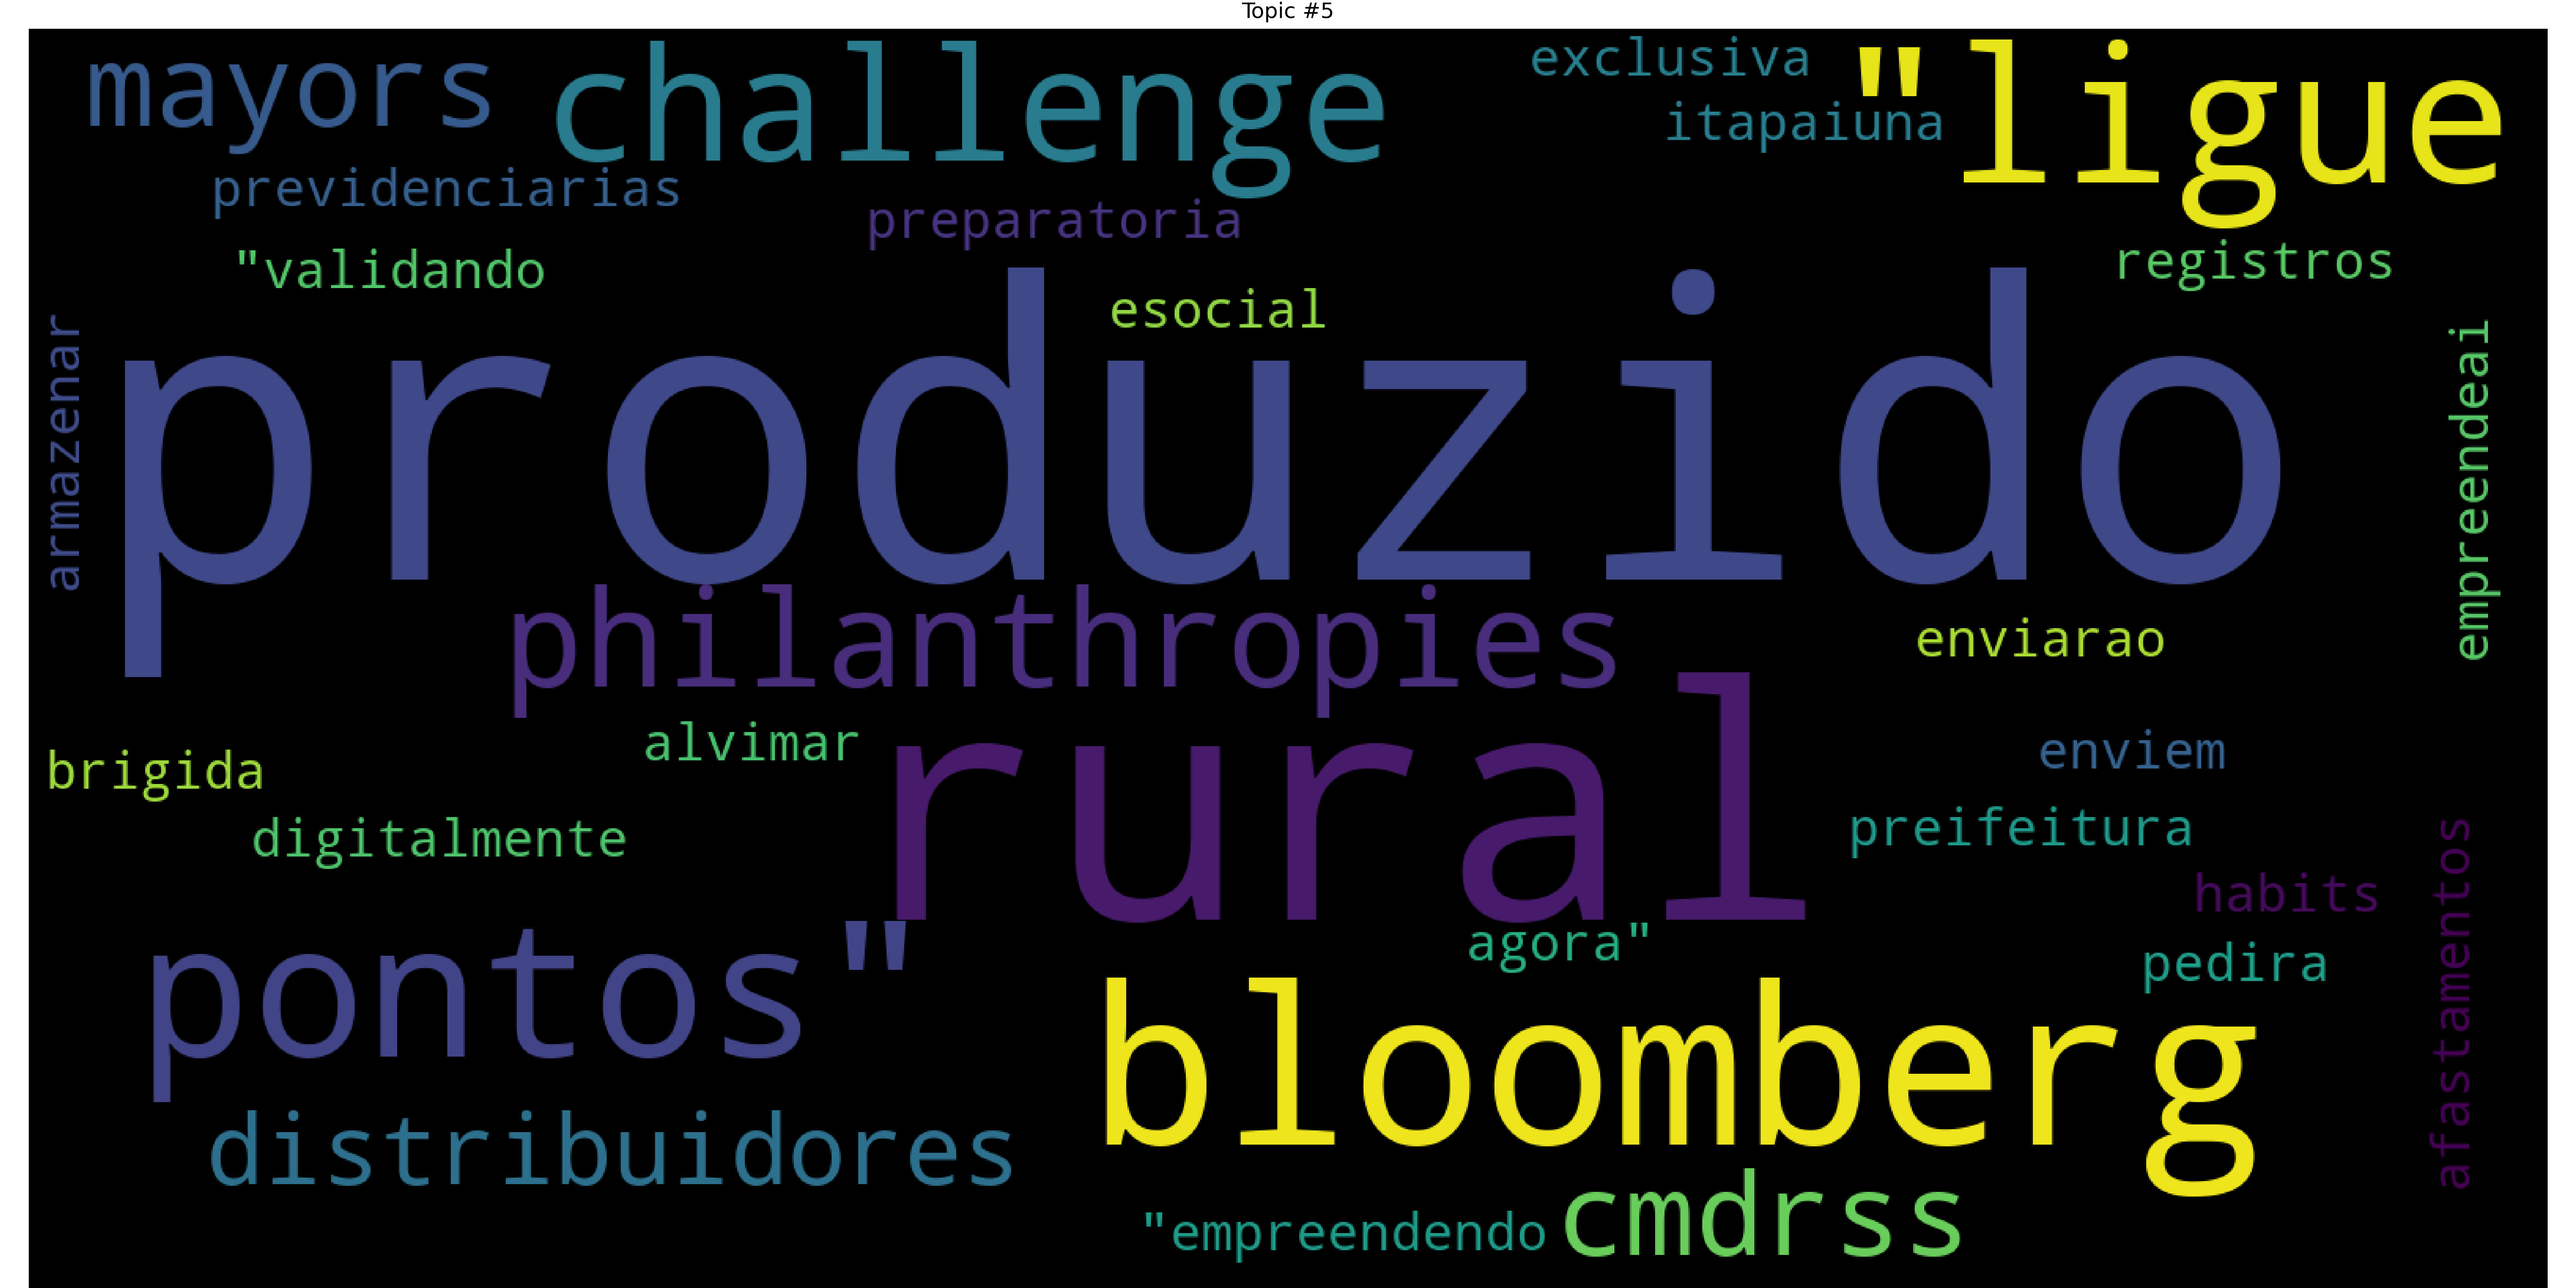 Topic #5
mayors
challenge
exclusiva
"ligue
itapaiuna
previdenciarias
preparatoria
"validando
registros
esocial
armazenar
produzido
empreendeai
philanthropies
enviarao
rural
alvimar
brigida
enviem
digitalmente
preifeitura
habits
afastamentos
pontos"
agora"
pedira
bloomberg
distribuidores
cmdrss
"empreendendo